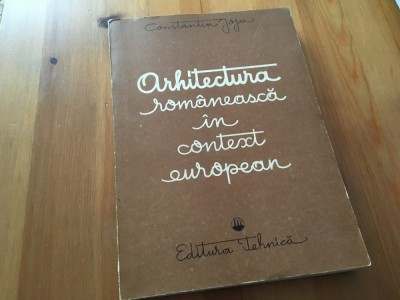 Constantin Joja
Arhitectura
românească
în
context
european
Editura Tehnică